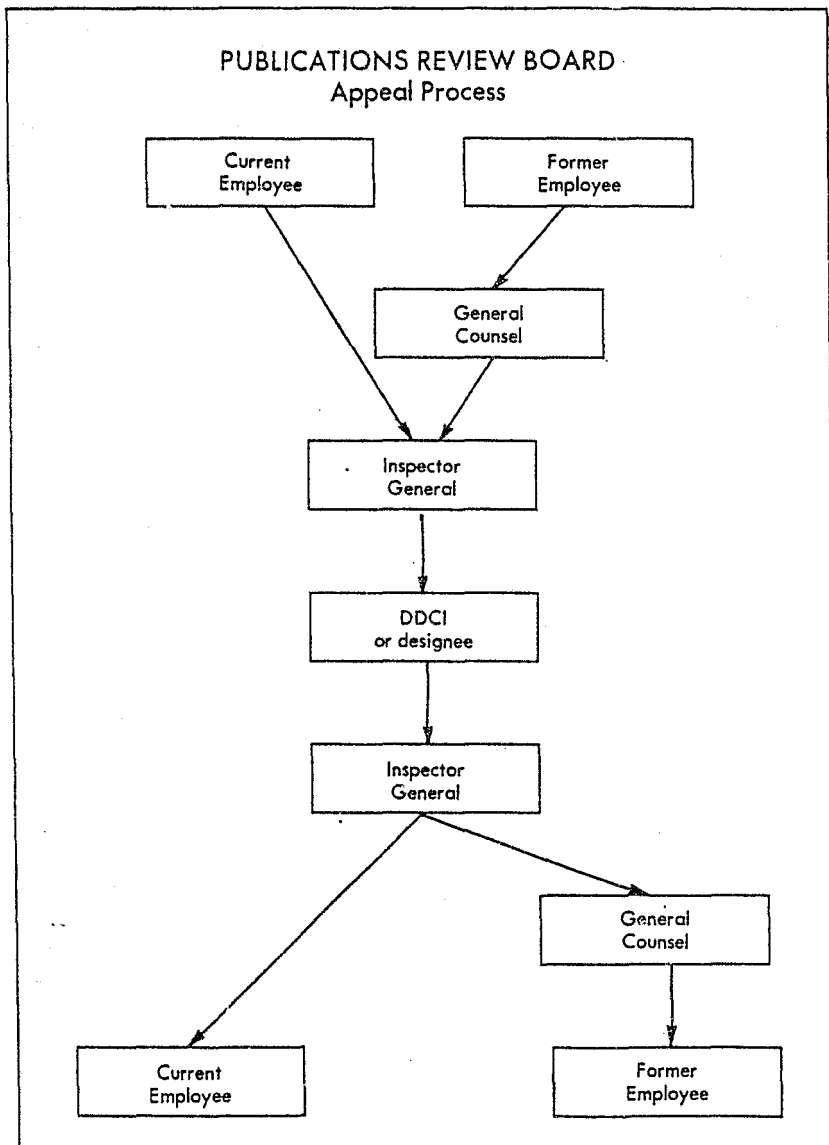 PUBLICATIONS REVIEW BOARD
Appeal Process
Current
Employee
Former
Employee
General
Counsel
Inspector
General
DDCI
or designee
Inspector
General
General
Counsel
Current
Employee
Former
Employee